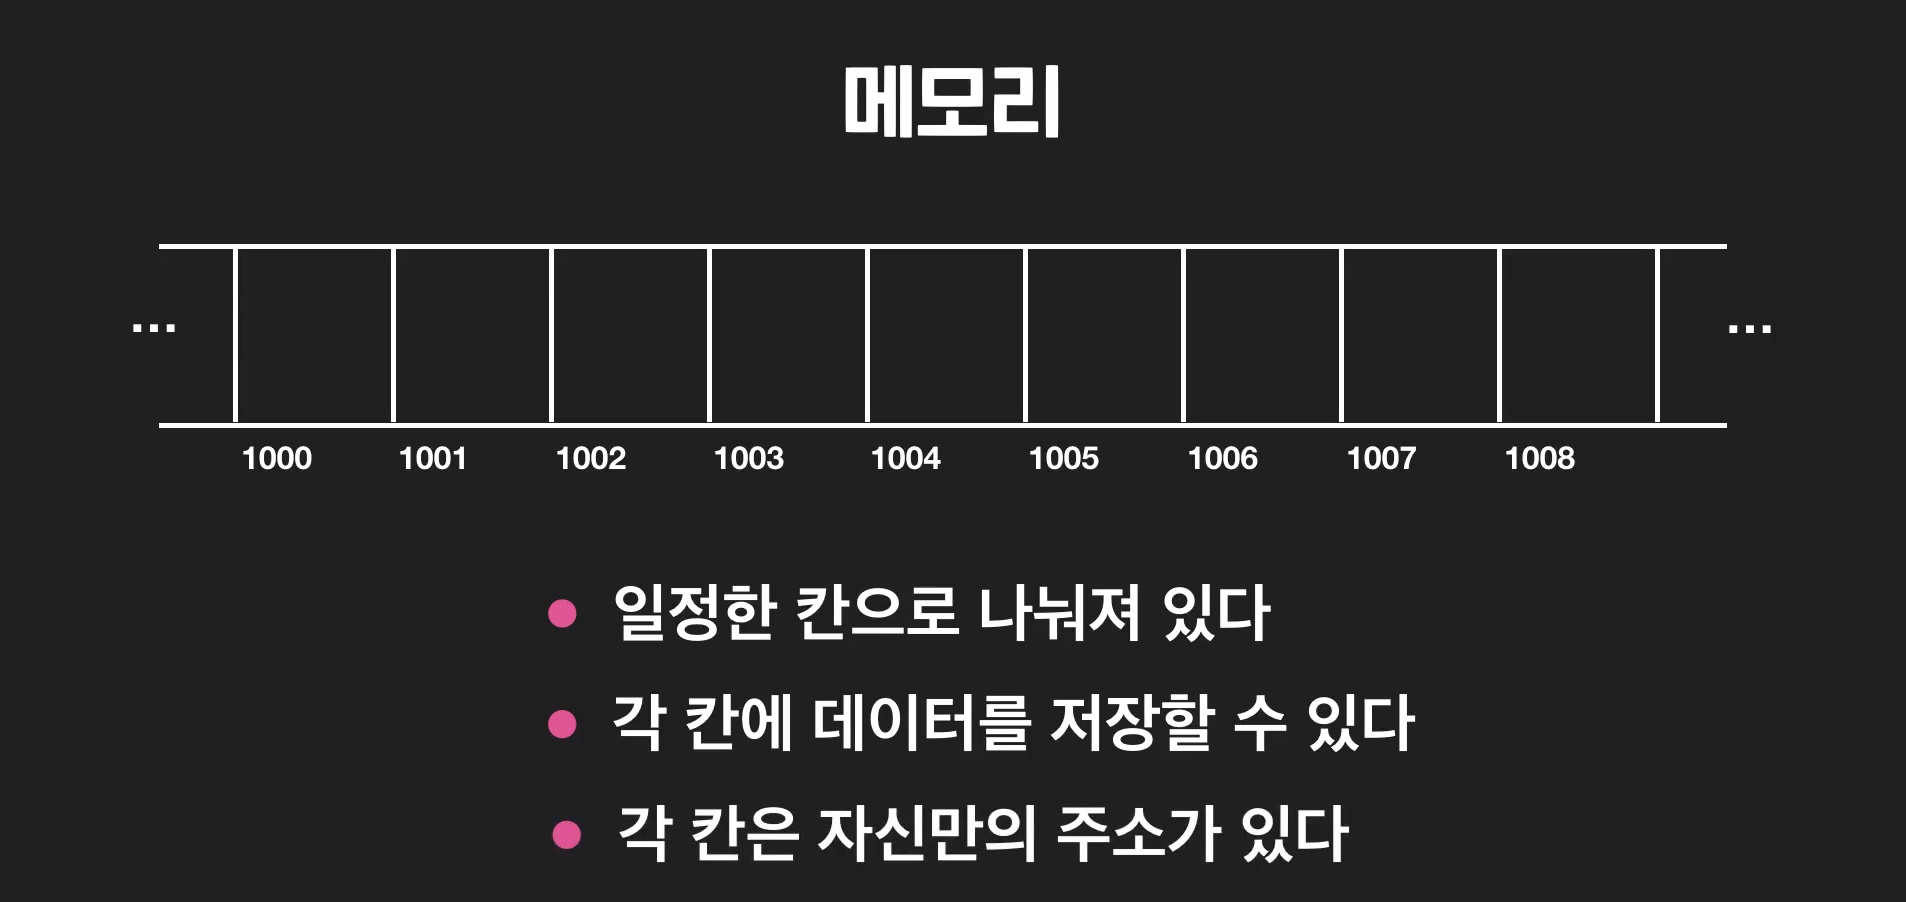 메모리
... ...
1000 1001 1002 1003 1004 1005 1006 1007 1008
● 일정한 칸으로 나눠져 있다
● 각 칸에 데이터를 저장할 수 있다
● 각 칸은 자신만의 주소가 있다